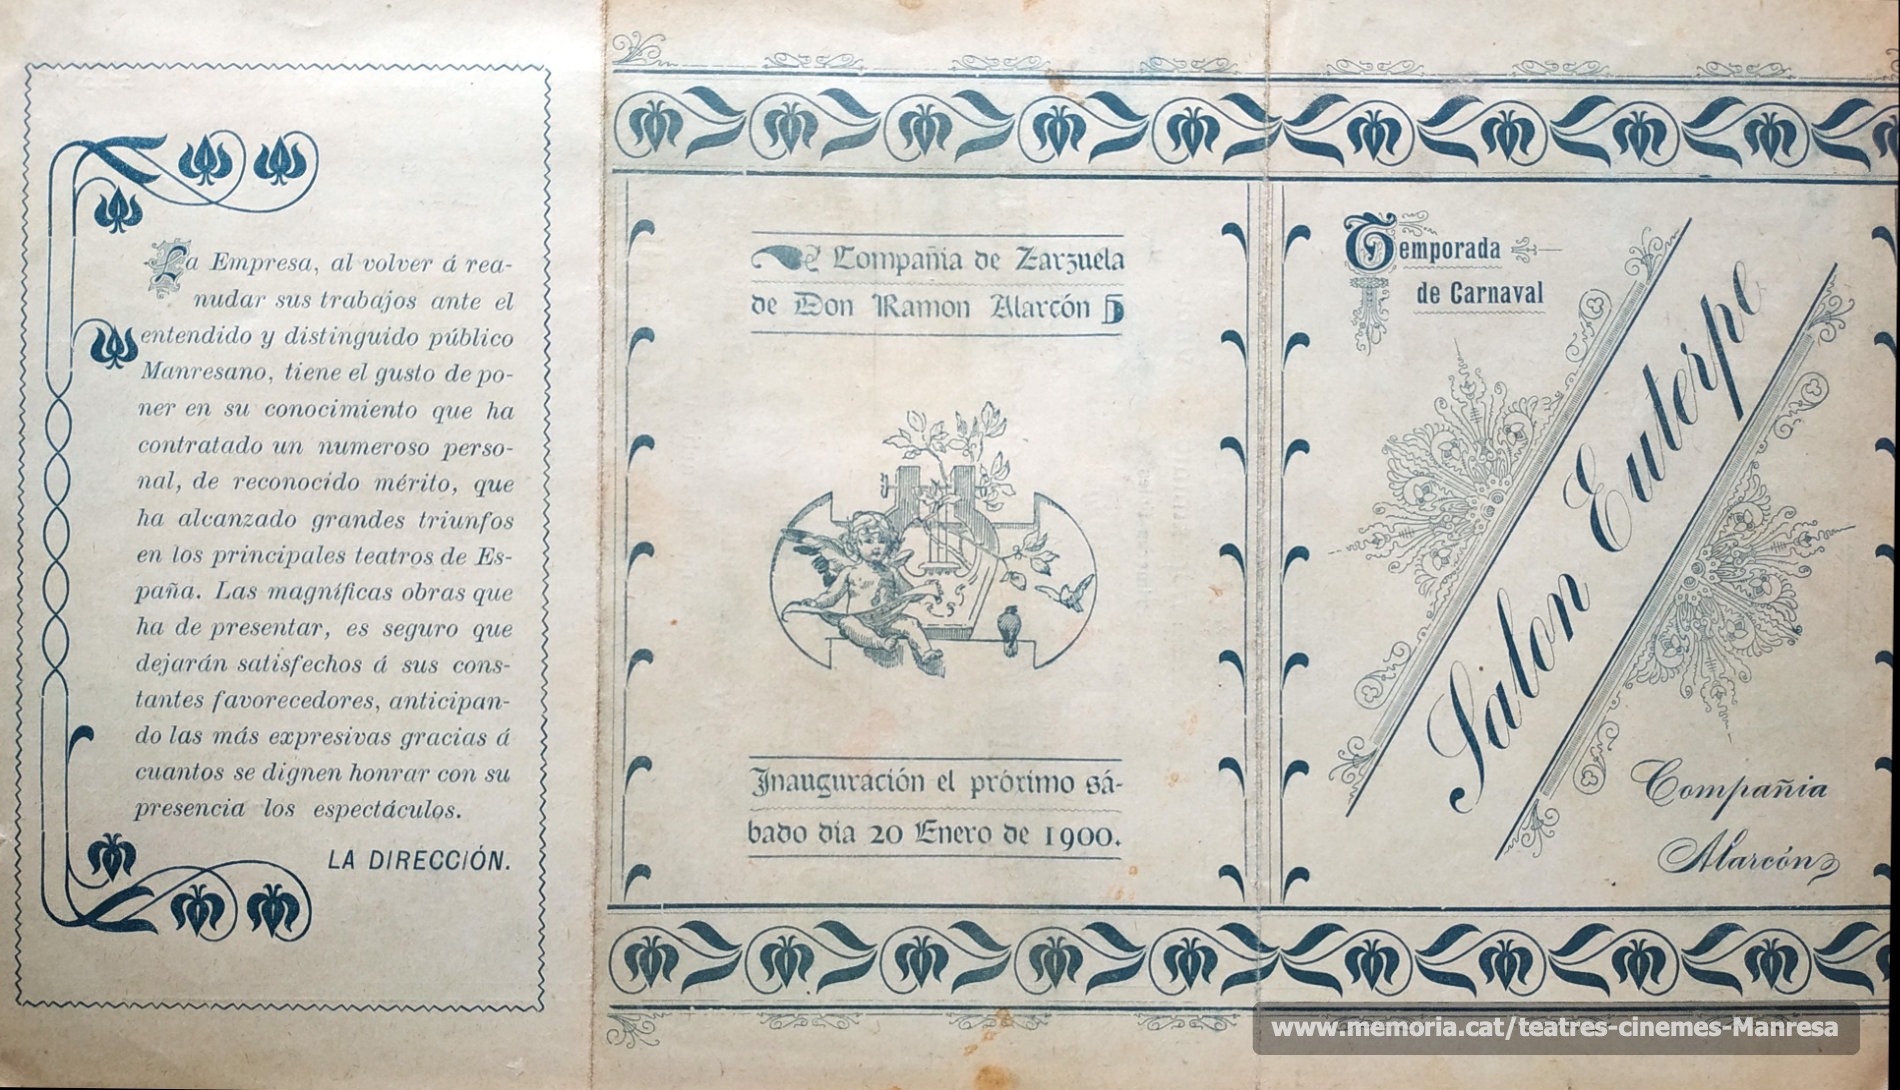 La Empresa, al volver á rea-
nudar sus trabajos ante el
entendido y distinguido público
Manresano, tiene el gusto de po-
ner en su conocimiento que ha
contratado un numeroso perso-
nal, de reconocido mérito, que
ha alcanzado grandes triunfos
en los principales teatros de Es-
paña. Las magníficas obras que
ha de presentar, es seguro que
dejarán satisfechos á sus cons-
tantes favorecedores, anticipan-
do las más expresivas gracias á
cuantos se dignen honrar con su
presencia los espectáculos.
LA DIRECCIÓN.
Compañia de Zarzuela
de Don Ramon Alarcón
Inauguración el próximo sá-
bado dia 20 Enero de 1900.
Temporada
de Carnaval
Salon Euterpe
Compañia
Alarcón
www.memoria.cat/teatres-cinemes-Manresa